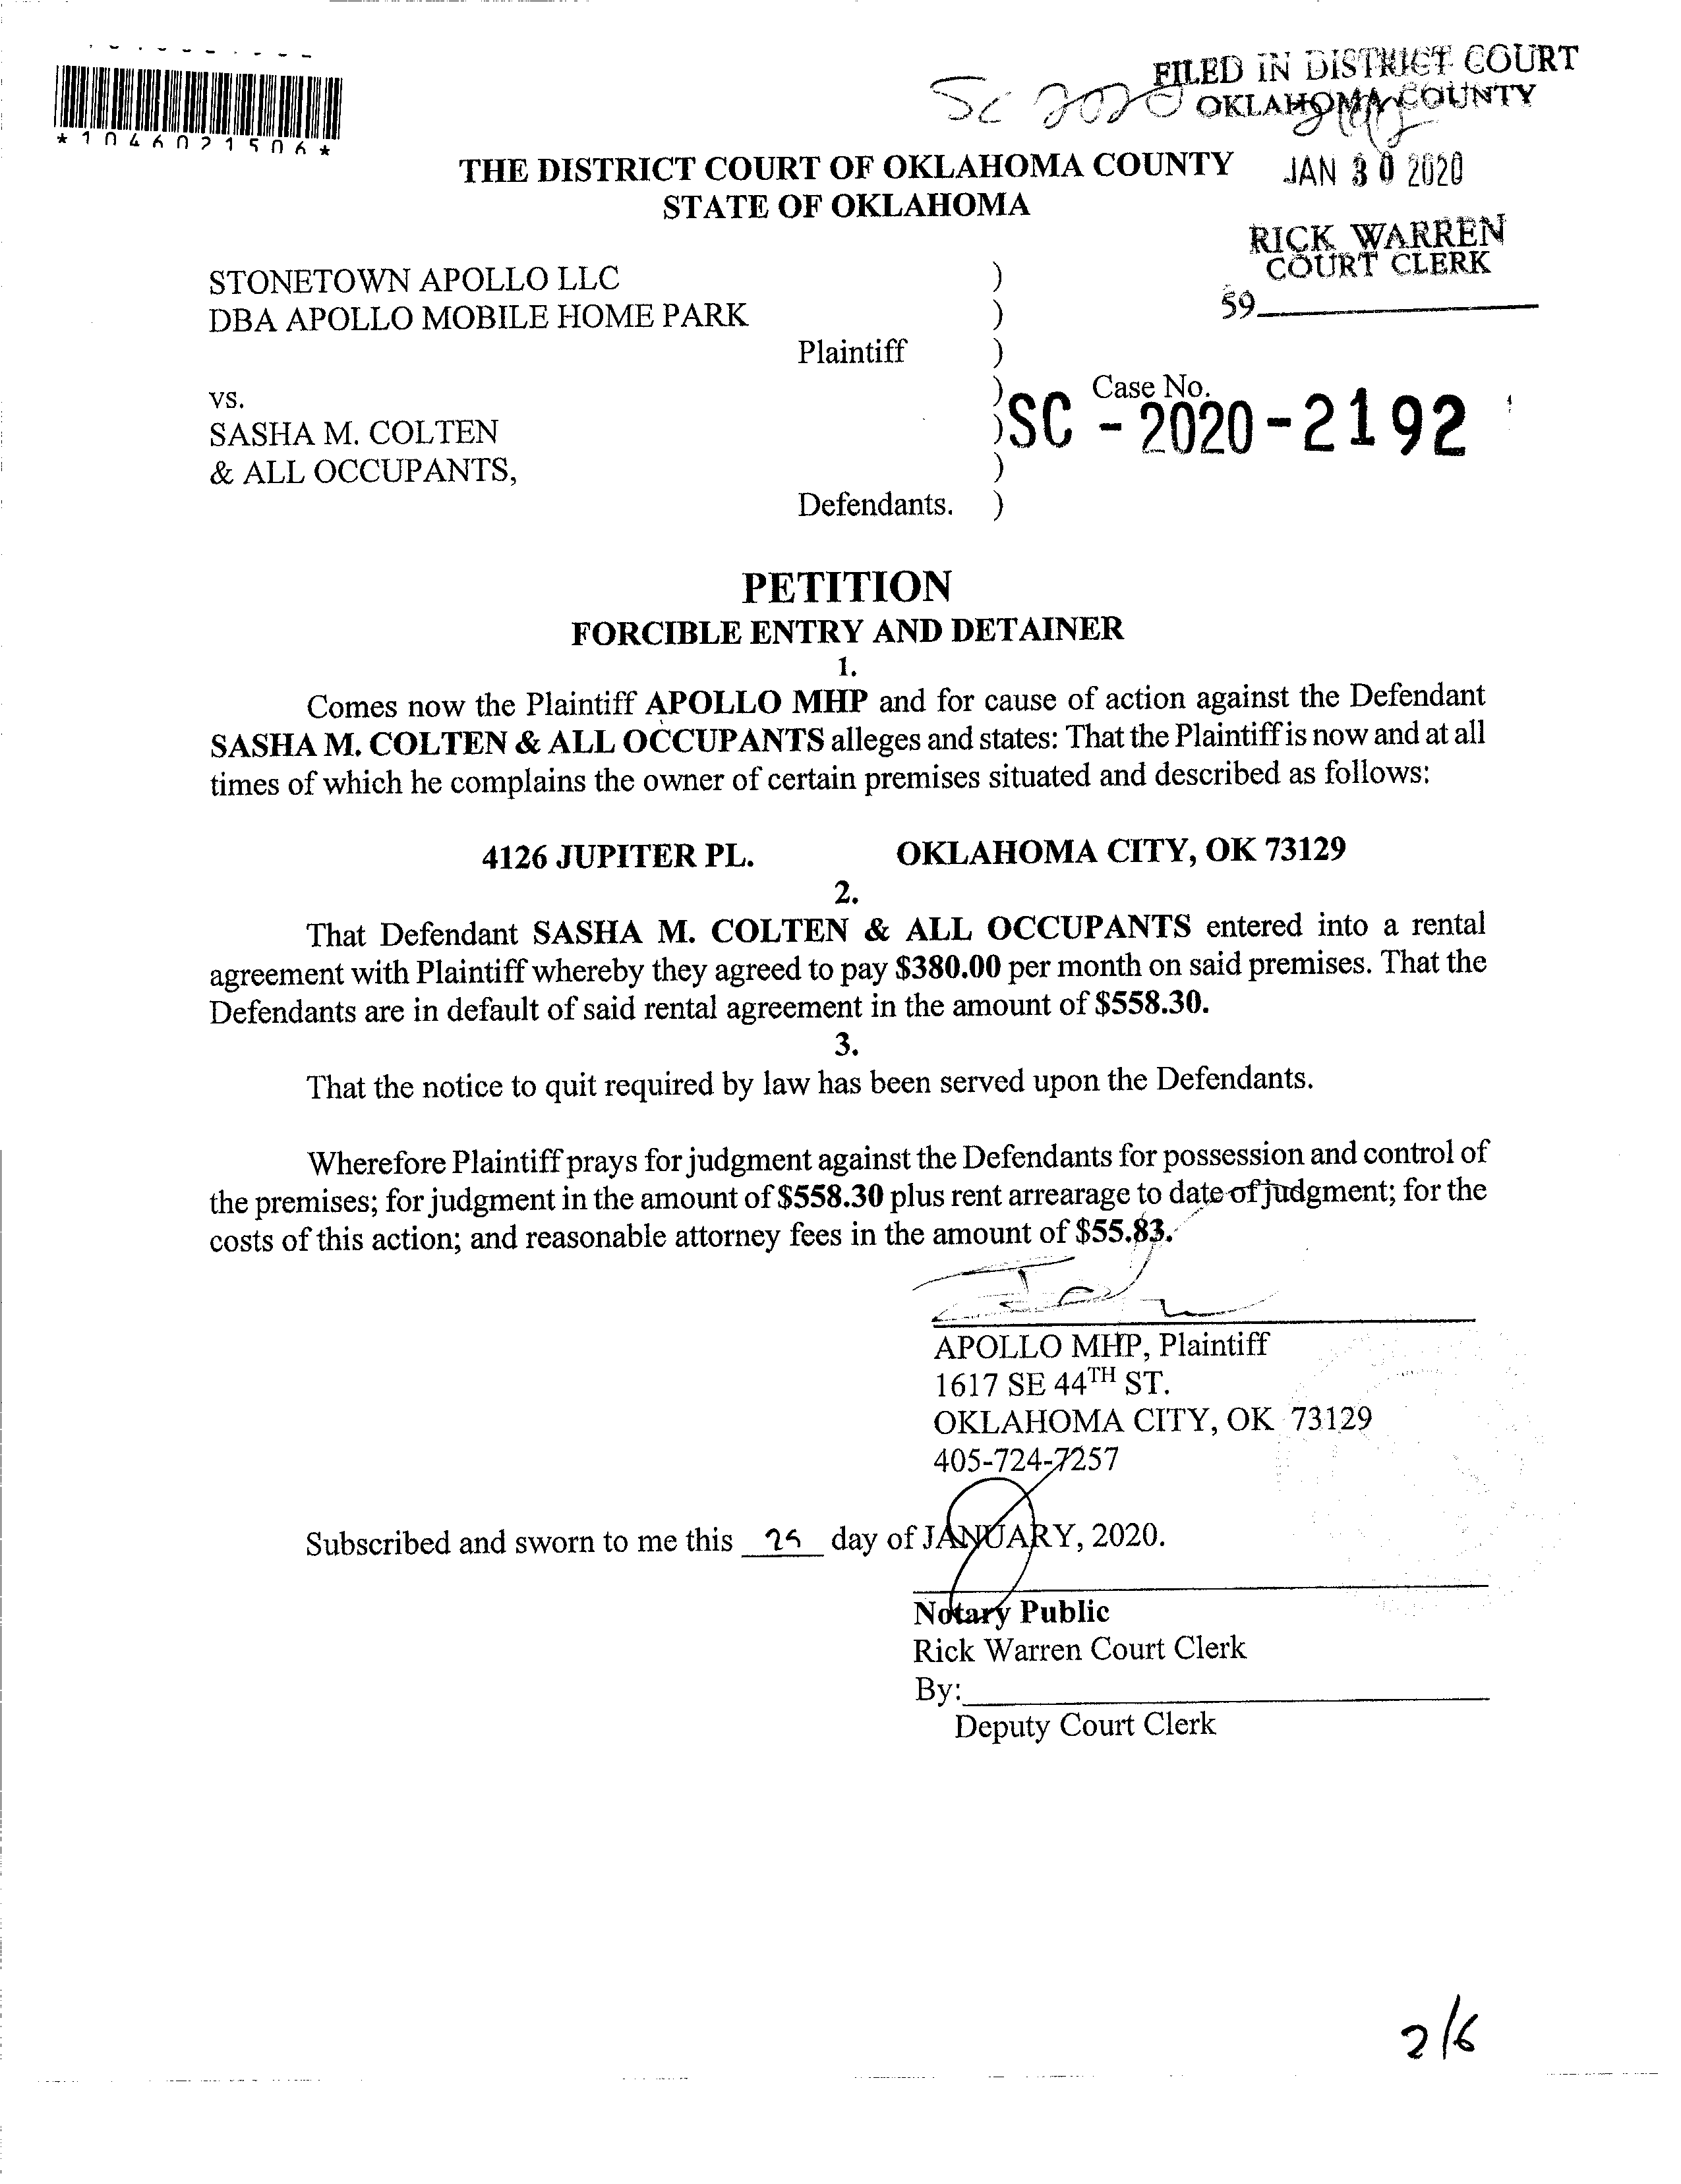 *1046021506*
SC 2020
FILED IN DISTRICT COURT
OKLAHOMA COUNTY
THE DISTRICT COURT OF OKLAHOMA COUNTY
STATE OF OKLAHOMA
JAN 30 2020
RICK WARREN
COURT CLERK
59
STONETOWN APOLLO LLC )
DBA APOLLO MOBILE HOME PARK )
Plaintiff )
vs. ) Case No.
SASHA M. COLTEN ) SC - 2020 - 2192
& ALL OCCUPANTS, )
Defendants. )
PETITION
FORCIBLE ENTRY AND DETAINER
1.
Comes now the Plaintiff APOLLO MHP and for cause of action against the Defendant
SASHA M. COLTEN & ALL OCCUPANTS alleges and states: That the Plaintiff is now and at all
times of which he complains the owner of certain premises situated and described as follows:
4126 JUPITER PL. OKLAHOMA CITY, OK 73129
2.
That Defendant SASHA M. COLTEN & ALL OCCUPANTS entered into a rental
agreement with Plaintiff whereby they agreed to pay $380.00 per month on said premises. That the
Defendants are in default of said rental agreement in the amount of $558.30.
3.
That the notice to quit required by law has been served upon the Defendants.
Wherefore Plaintiff prays for judgment against the Defendants for possession and control of
the premises; for judgment in the amount of $558.30 plus rent arrearage to date of judgment; for the
costs of this action; and reasonable attorney fees in the amount of $55.83.
APOLLO MHP, Plaintiff
1617 SE 44TH ST.
OKLAHOMA CITY, OK 73129
405-724-7257
Subscribed and sworn to me this day of JANUARY, 2020.
Notary Public
Rick Warren Court Clerk
By:
Deputy Court Clerk
2/6